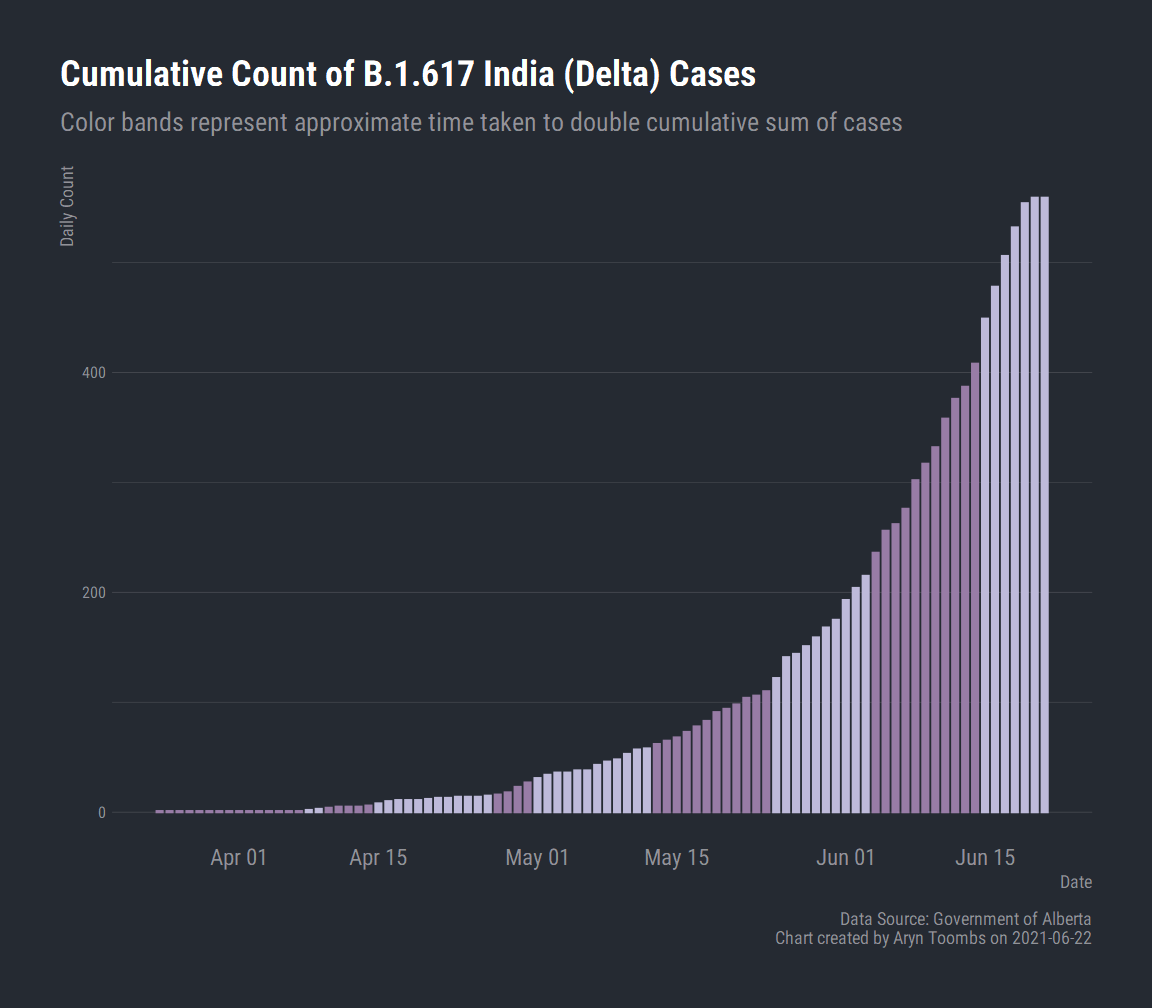 Cumulative Count of B.1.617 India (Delta) Cases
Color bands represent approximate time taken to double cumulative sum of cases
Daily Count
400
200
0
Apr 01 Apr 15 May 01 May 15 Jun 01 Jun 15
Date
Data Source: Government of Alberta
Chart created by Aryn Toombs on 2021-06-22